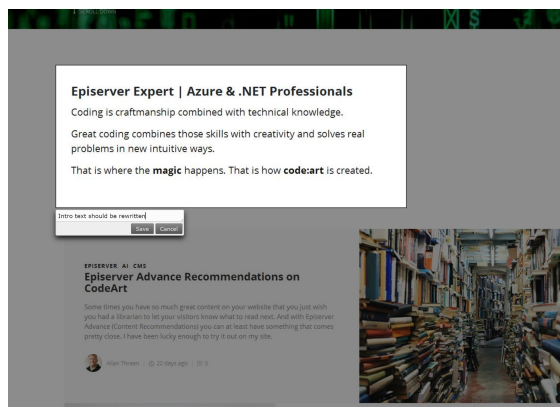 SCROLL DOWN
Episerver Expert | Azure & .NET Professionals
Coding is craftmanship combined with technical knowledge.
Great coding combines those skills with creativity and solves real
problems in new intuitive ways.
That is where the magic happens. That is how code:art is created.
Intro text should be rewritten
Save Cancel
EPISERVER AI CMS
Episerver Advance Recommendations on
CodeArt
Some times you have so much great content on your website that you just wish
you had a librarian to let your visitors know what to read next. And with Episerver
Advance (Content Recommendations) you can at least have something that comes
pretty close. I have been lucky enough to try it out on my site.
Allan Thraen | 22 days ago | 0